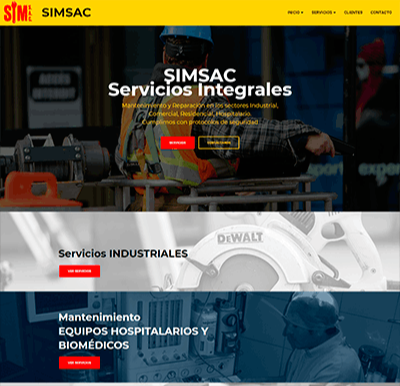 SIM
SIMSAC
INICIO
SERVICIOS
CLIENTES
CONTACTO
SIMSAC
Servicios Integrales
Mantenimiento y Reparación en los sectores Industrial,
Comercial, Residencial, Hospitalario.
Cumplimos con protocolos de seguridad
SERVICIOS
DEWALT
Servicios INDUSTRIALES
VER SERVICIOS
Mantenimiento
EQUIPOS HOSPITALARIOS Y
BIOMÉDICOS
VER SERVICIOS